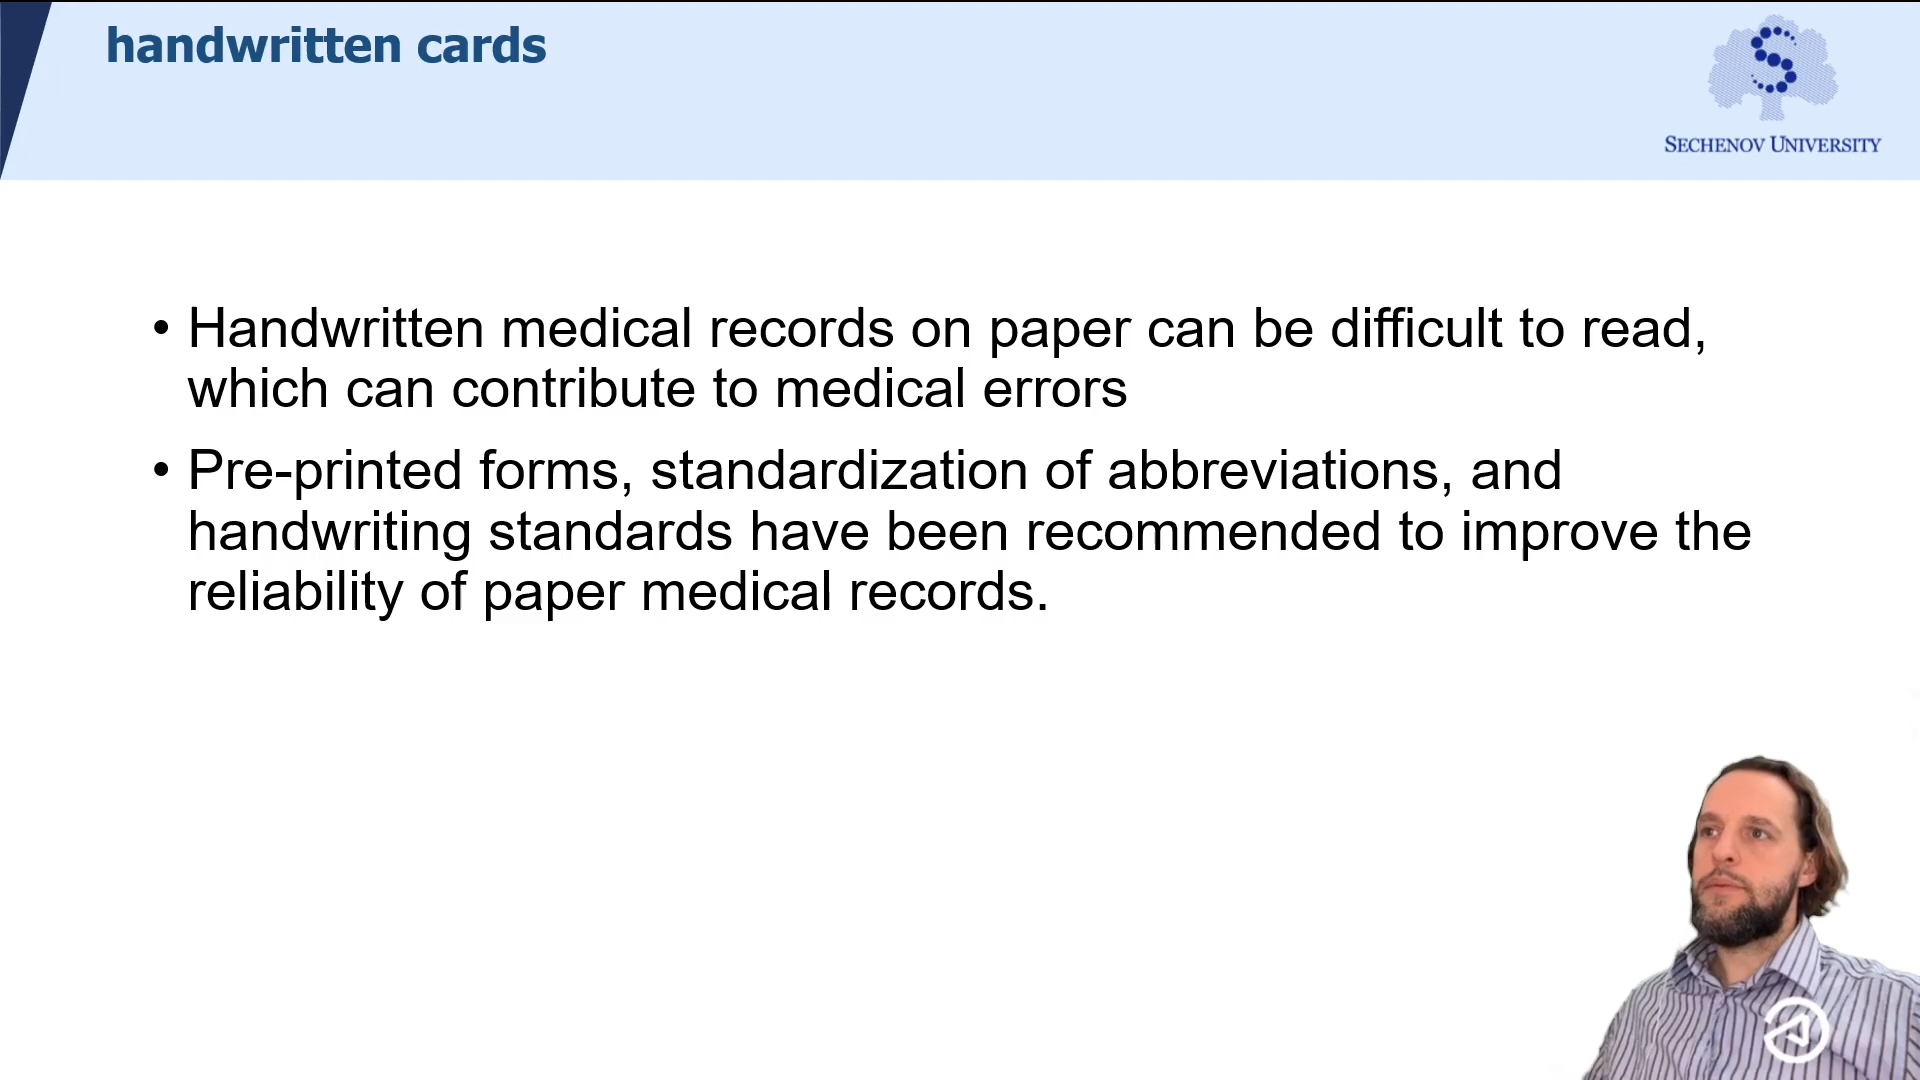 handwritten cards
SECHENOV UNIVERSITY
• Handwritten medical records on paper can be difficult to read,
which can contribute to medical errors
• Pre-printed forms, standardization of abbreviations, and
handwriting standards have been recommended to improve the
reliability of paper medical records.